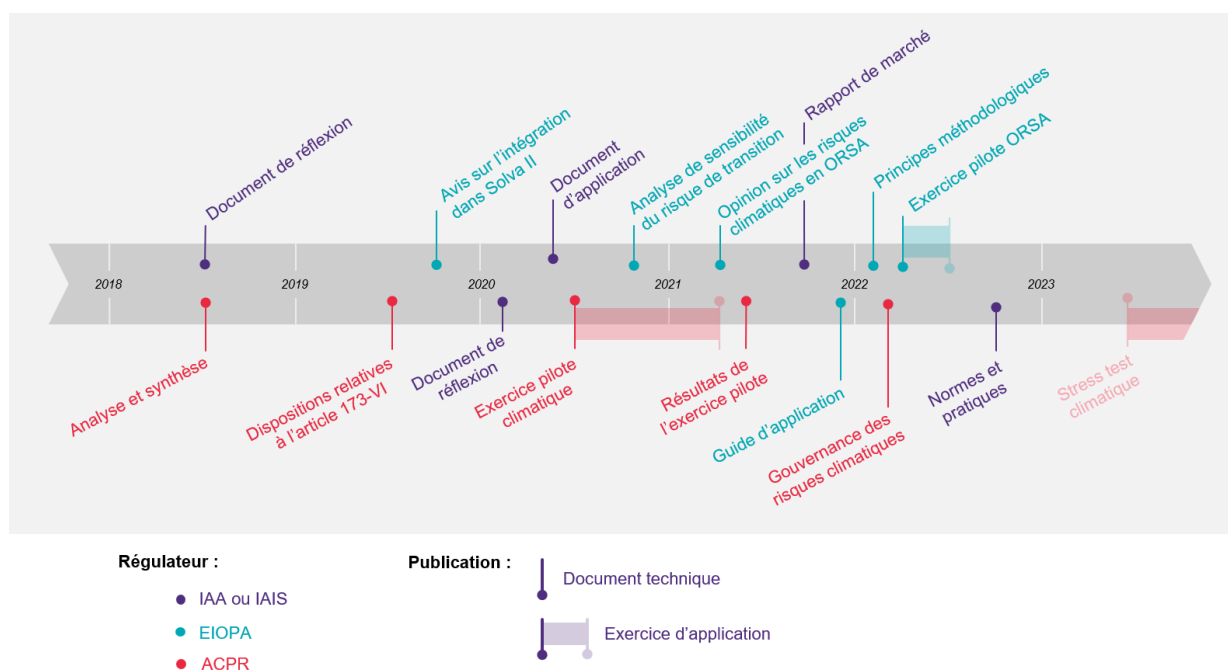 Document de réflexion
Avis sur l'intégration
dans Solva II
Document
d'application
Analyse de sensibilité
du risque de transition
Opinion sur les risques
climatiques en ORSA
Rapport de marché
Principes méthodologiques
Exercice pilote ORSA
2018
2019
2020
2021
2022
2023
Analyse et synthèse
Dispositions relatives
à l'article 173-VI
Document de
réflexion
Exercice pilote
climatique
Résultats de
l'exercice pilote
Guide d'application
Gouvernance des
risques climatiques
Normes et
pratiques
Stress test
climatique
Régulateur :
IAA ou IAIS
EIOPA
ACPR
Publication :
Document technique
Exercice d'application